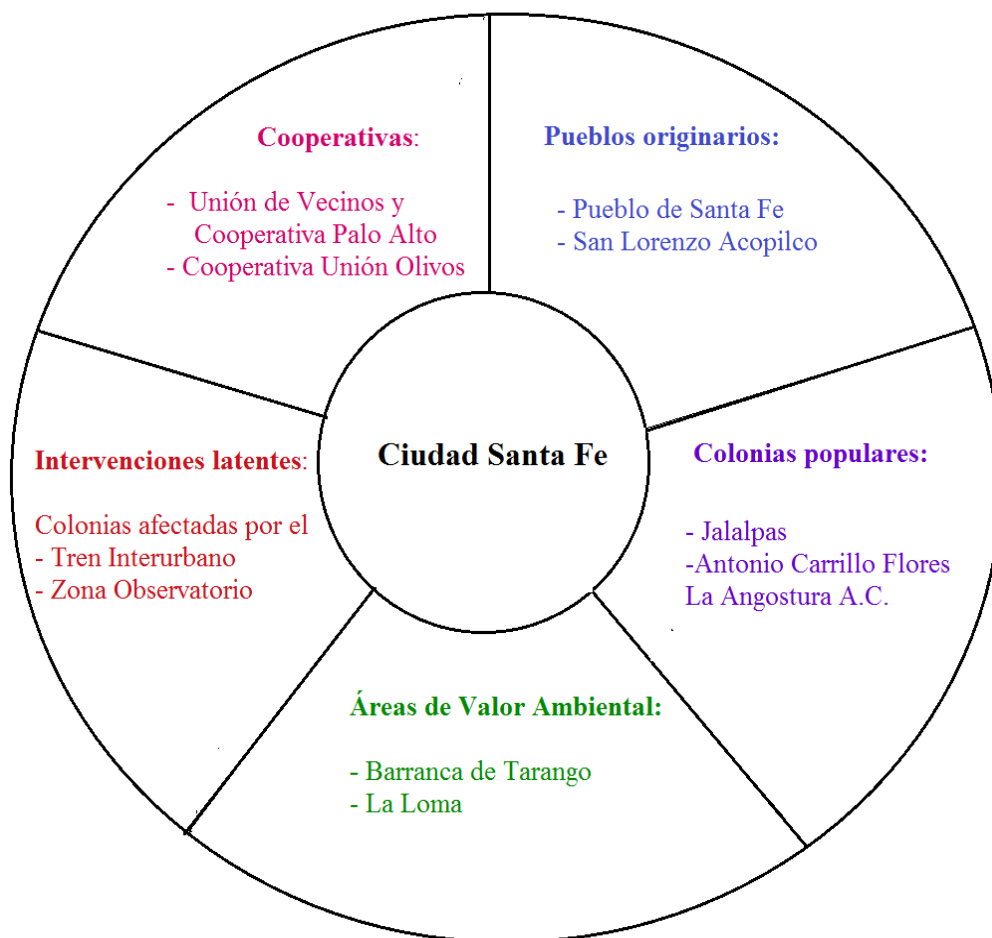 Cooperativas:
- Unión de Vecinos y
Cooperativa Palo Alto
- Cooperativa Unión Olivos
Pueblos originarios:
- Pueblo de Santa Fe
- San Lorenzo Acopilco
Ciudad Santa Fe
Intervenciones latentes:
Colonias afectadas por el
- Tren Interurbano
- Zona Observatorio
Colonias populares:
- Jalalpas
-Antonio Carrillo Flores
La Angostura A.C.
Áreas de Valor Ambiental:
- Barranca de Tarango
- La Loma